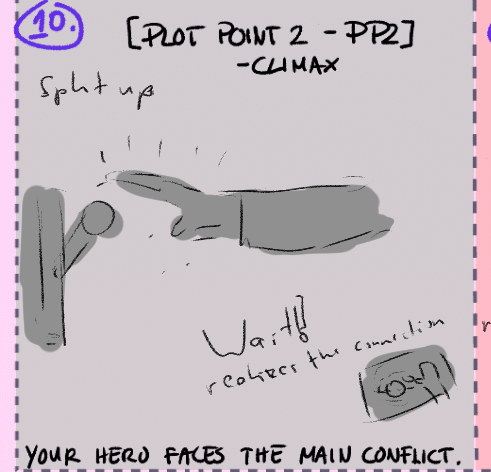 10.
[PLOT POINT 2 - PP2]
-CLIMAX
Split up
Wait!!
realizes the connection
YOUR HERO FACES THE MAIN CONFLICT.